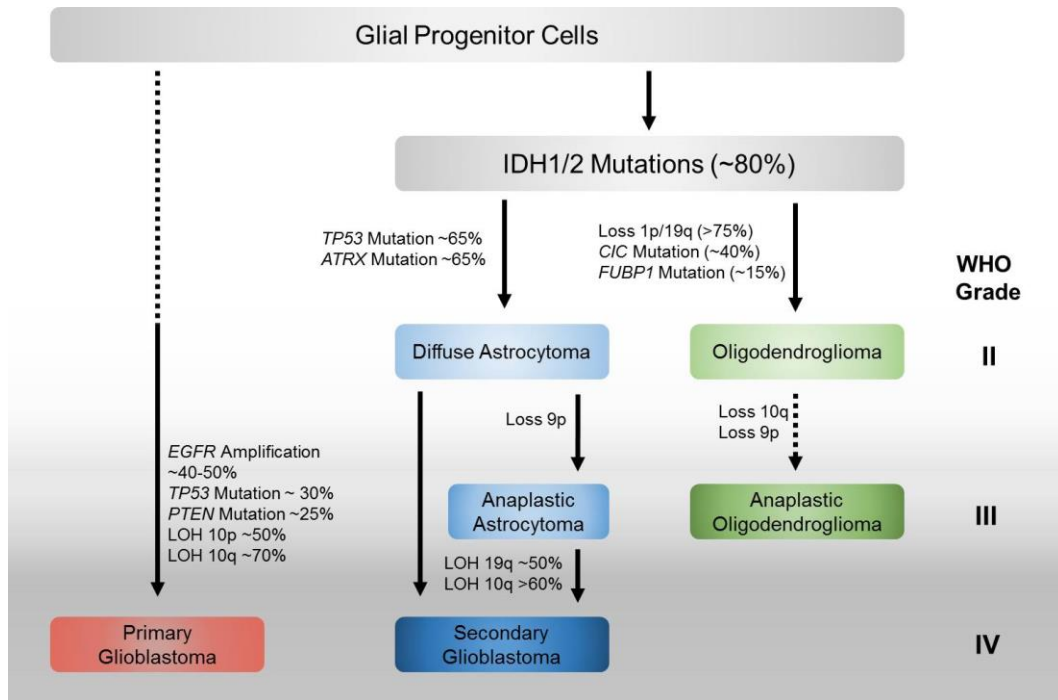 Glial Progenitor Cells
IDH1/2 Mutations (~80%)
TP53 Mutation ~65%
ATRX Mutation ~65%
Loss 1p/19q (>75%)
CIC Mutation (~40%)
FUBP1 Mutation (~15%)
WHO
Grade
Diffuse Astrocytoma
Oligodendroglioma
II
Loss 9p
Loss 10q
Loss 9p
EGFR Amplification
~40-50%
TP53 Mutation ~ 30%
PTEN Mutation ~25%
LOH 10p ~50%
LOH 10q ~70%
Anaplastic
Astrocytoma
Anaplastic
Oligodendroglioma
III
LOH 19q ~50%
LOH 10q >60%
Primary
Glioblastoma
Secondary
Glioblastoma
IV